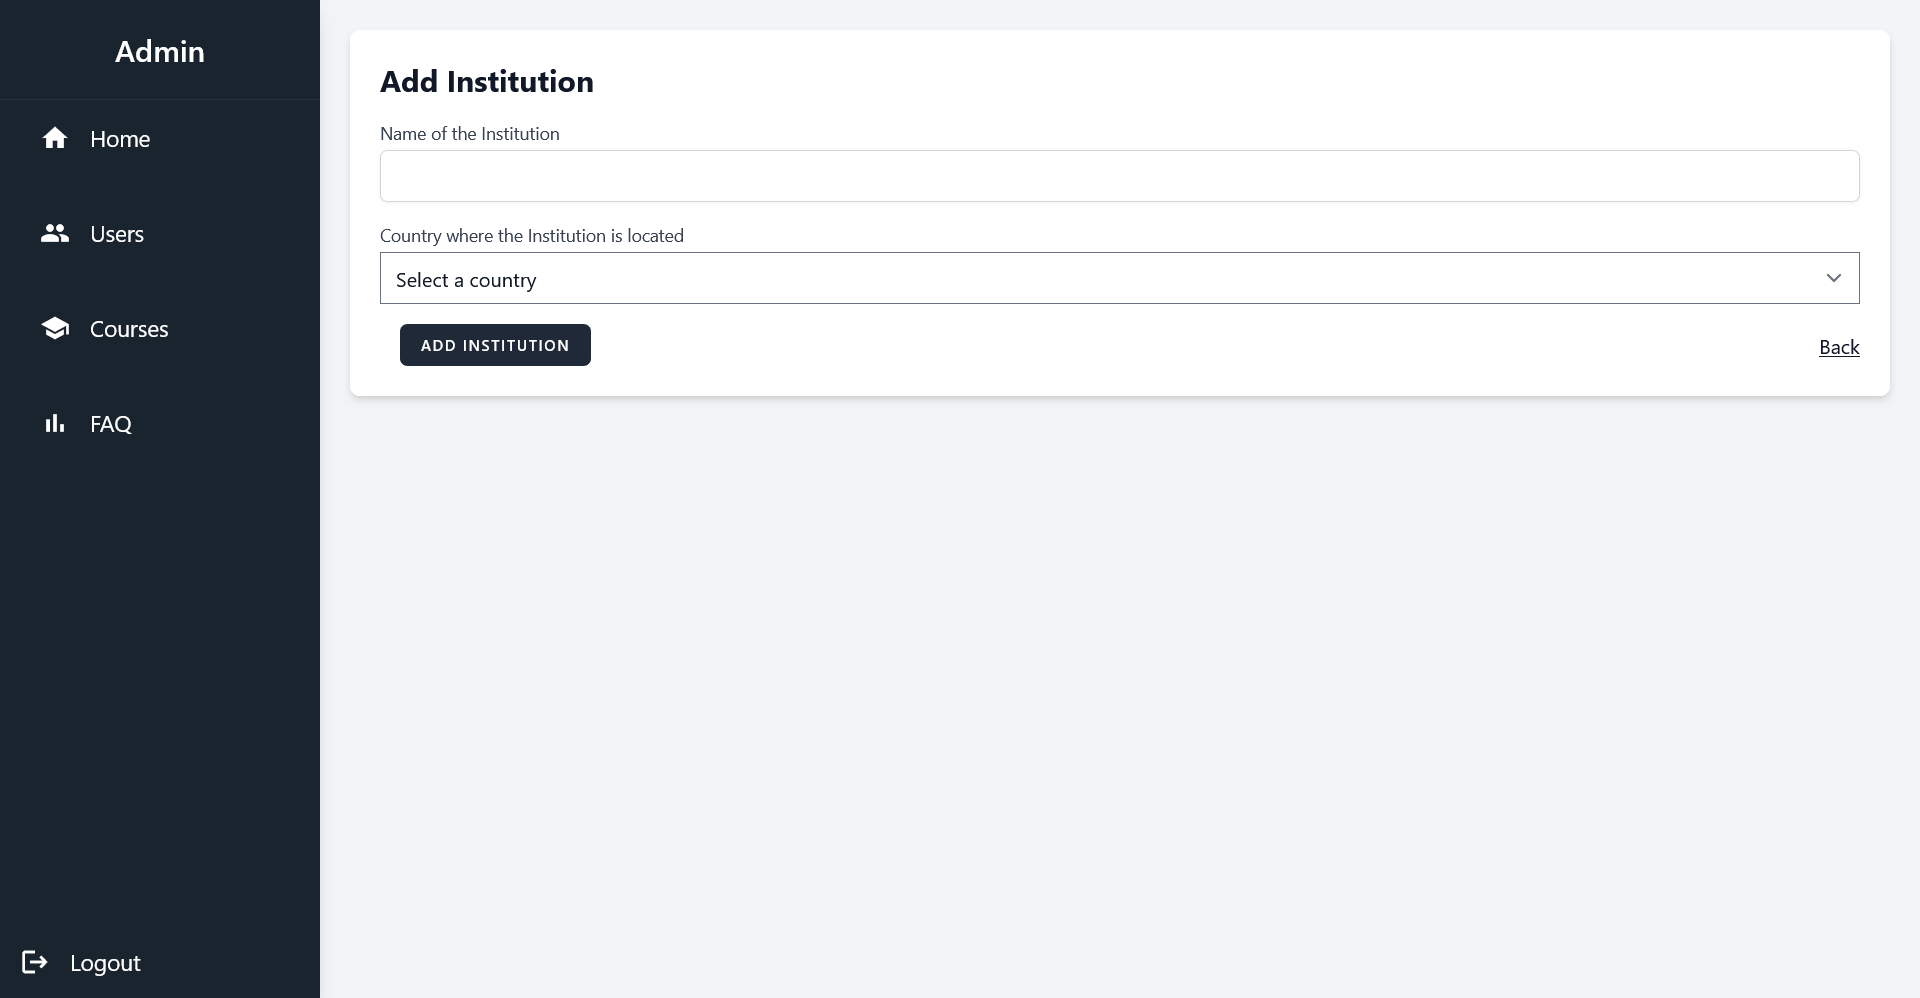 Admin
Home
Users
Courses
FAQ
Logout
Add Institution
Name of the Institution
Country where the Institution is located
Select a country
ADD INSTITUTION
Back